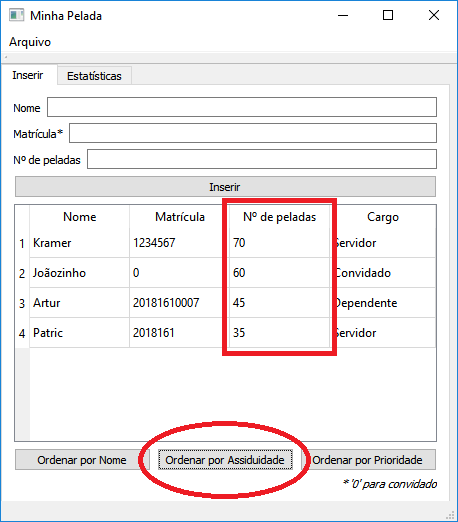 Minha Pelada
Arquivo
Inserir Estatísticas
Nome
Matrícula*
Nº de peladas
Inserir
Nome Matrícula Nº de peladas Cargo
1 Kramer 1234567 70 Servidor
2 Joãozinho 0 60 Convidado
3 Artur 20181610007 45 Dependente
4 Patric 2018161 35 Servidor
Ordenar por Nome Ordenar por Assiduidade Ordenar por Prioridade
* '0' para convidado